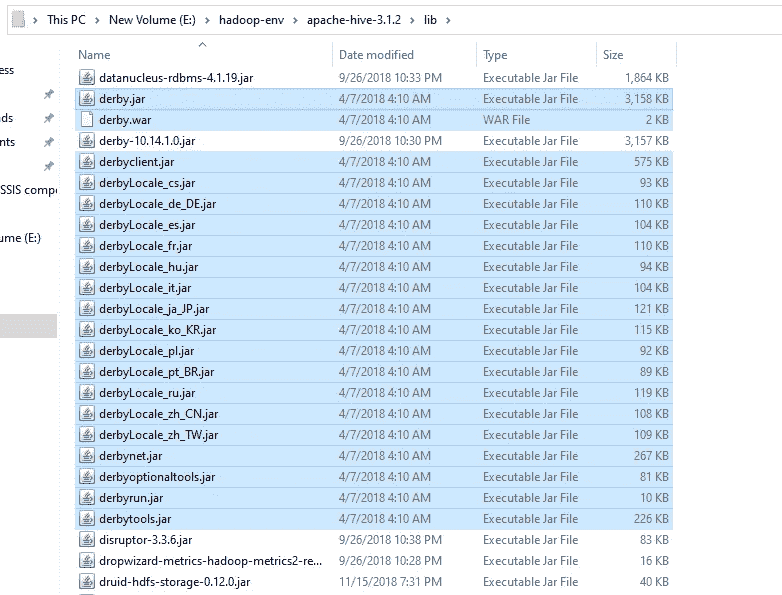 This PC > New Volume (E:) > hadoop-env > apache-hive-3.1.2 > lib >
Name Date modified Type Size
ess
ds
nts
SSIS compe
ume (E:)
datanucleus-rdbms-4.1.19.jar 9/26/2018 10:33 PM Executable Jar File 1,864 KB
derby.jar 4/7/2018 4:10 AM Executable Jar File 3,158 KB
derby.war 4/7/2018 4:10 AM WAR File 2 KB
derby-10.14.1.0.jar 9/26/2018 10:30 PM Executable Jar File 3,157 KB
derbyclient.jar 4/7/2018 4:10 AM Executable Jar File 575 KB
derbyLocale_cs.jar 4/7/2018 4:10 AM Executable Jar File 93 KB
derbyLocale_de_DE.jar 4/7/2018 4:10 AM Executable Jar File 110 KB
derbyLocale_es.jar 4/7/2018 4:10 AM Executable Jar File 104 KB
derbyLocale_fr.jar 4/7/2018 4:10 AM Executable Jar File 110 KB
derbyLocale_hu.jar 4/7/2018 4:10 AM Executable Jar File 94 KB
derbyLocale_it.jar 4/7/2018 4:10 AM Executable Jar File 104 KB
derbyLocale_ja_JP.jar 4/7/2018 4:10 AM Executable Jar File 121 KB
derbyLocale_ko_KR.jar 4/7/2018 4:10 AM Executable Jar File 115 KB
derbyLocale_pl.jar 4/7/2018 4:10 AM Executable Jar File 92 KB
derbyLocale_pt_BR.jar 4/7/2018 4:10 AM Executable Jar File 89 KB
derbyLocale_ru.jar 4/7/2018 4:10 AM Executable Jar File 119 KB
derbyLocale_zh_CN.jar 4/7/2018 4:10 AM Executable Jar File 108 KB
derbyLocale_zh_TW.jar 4/7/2018 4:10 AM Executable Jar File 109 KB
derbynet.jar 4/7/2018 4:10 AM Executable Jar File 267 KB
derbyoptionaltools.jar 4/7/2018 4:10 AM Executable Jar File 81 KB
derbyrun.jar 4/7/2018 4:10 AM Executable Jar File 10 KB
derbytools.jar 4/7/2018 4:10 AM Executable Jar File 226 KB
disruptor-3.3.6.jar 9/26/2018 10:38 PM Executable Jar File 83 KB
dropwizard-metrics-hadoop-metrics2-re... 9/26/2018 10:28 PM Executable Jar File 16 KB
druid-hdfs-storage-0.12.0.jar 11/15/2018 7:31 PM Executable Jar File 40 KB